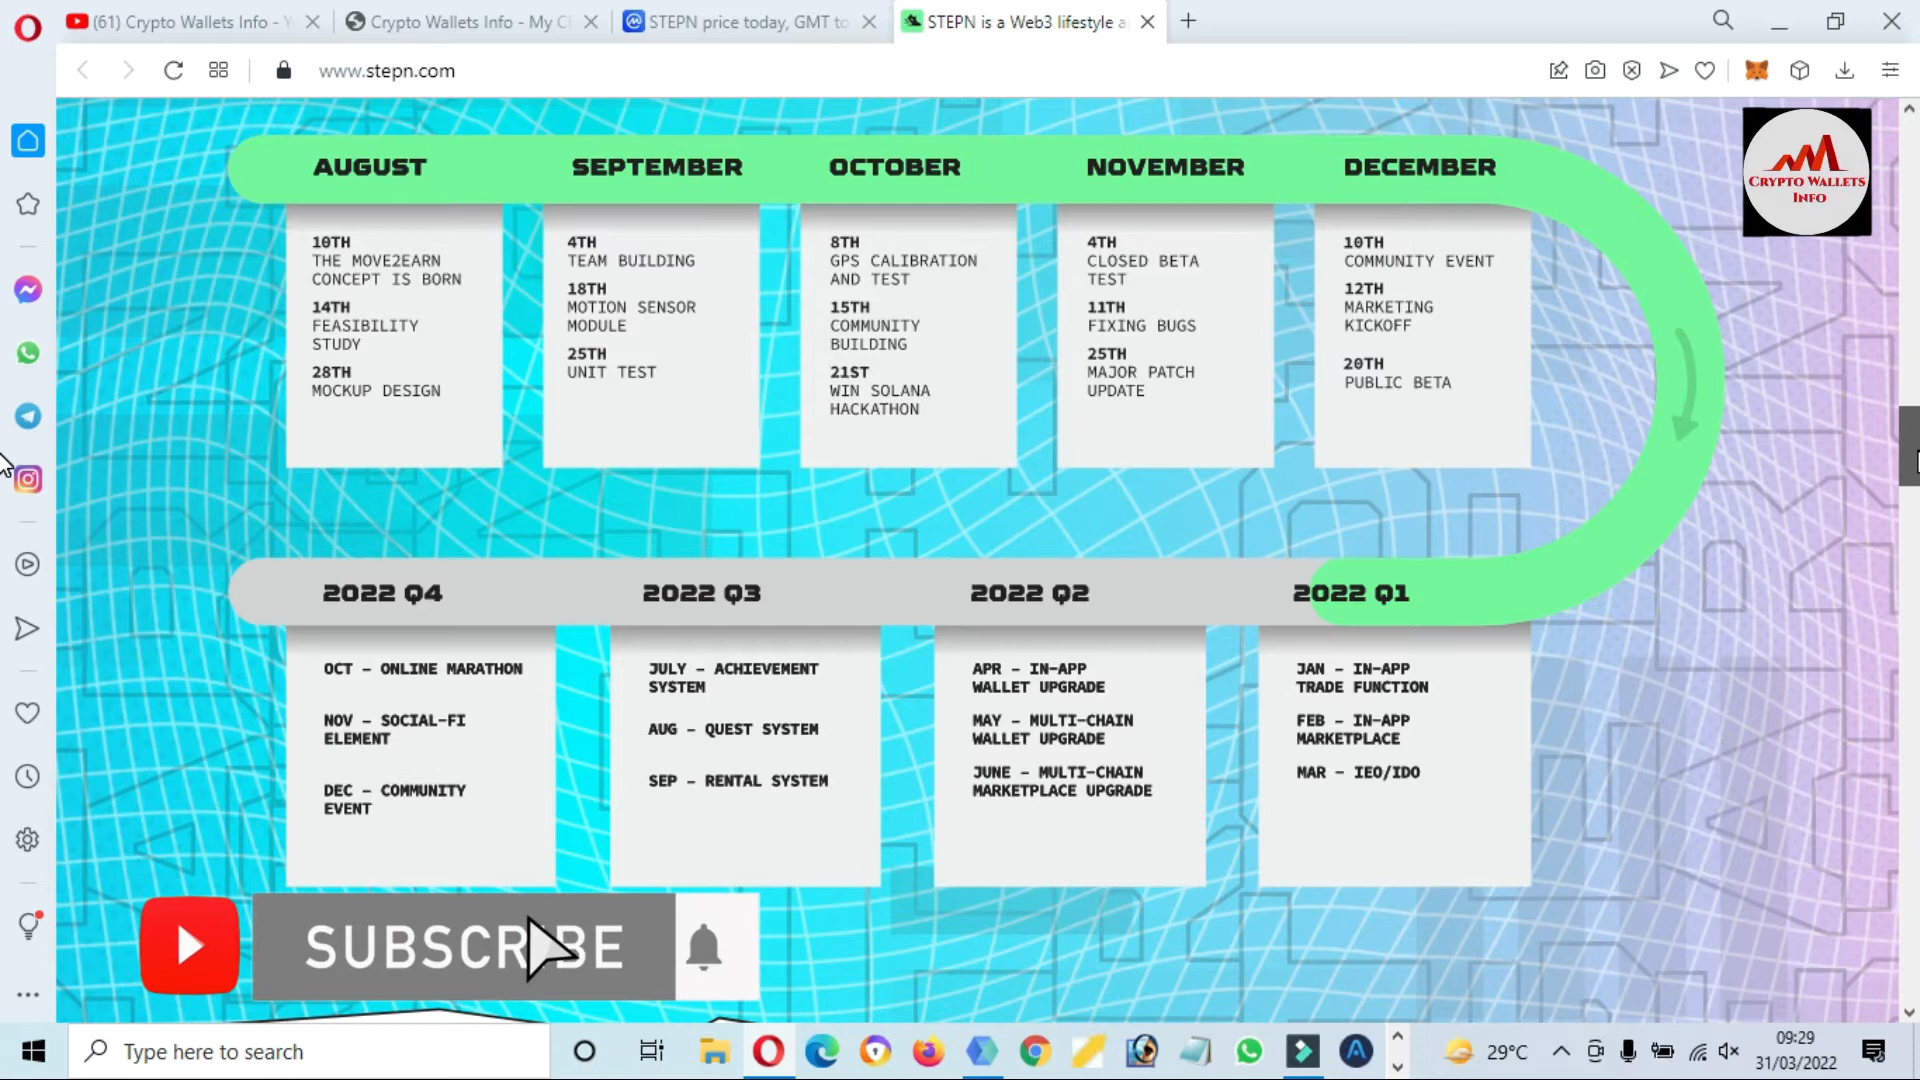 (61) Crypto Wallets Info - Y
Crypto Wallets Info - My C
STEPN price today, GMT to
STEPN is a Web3 lifestyle a
www.stepn.com
CRYPTO WALLETS
INFO
AUGUST
10TH
THE MOVE2EARN
CONCEPT IS BORN
14TH
FEASIBILITY
STUDY
28TH
MOCKUP DESIGN
SEPTEMBER
4TH
TEAM BUILDING
18TH
MOTION SENSOR
MODULE
25TH
UNIT TEST
OCTOBER
8TH
GPS CALIBRATION
AND TEST
15TH
COMMUNITY
BUILDING
21ST
WIN SOLANA
HACKATHON
NOVEMBER
4TH
CLOSED BETA
TEST
11TH
FIXING BUGS
25TH
MAJOR PATCH
UPDATE
DECEMBER
10TH
COMMUNITY EVENT
12TH
MARKETING
KICKOFF
20TH
PUBLIC BETA
2022 Q4
OCT - ONLINE MARATHON
NOV - SOCIAL-FI
ELEMENT
DEC - COMMUNITY
EVENT
2022 Q3
JULY - ACHIEVEMENT
SYSTEM
AUG - QUEST SYSTEM
SEP - RENTAL SYSTEM
2022 Q2
APR - IN-APP
WALLET UPGRADE
MAY - MULTI-CHAIN
WALLET UPGRADE
JUNE - MULTI-CHAIN
MARKETPLACE UPGRADE
2022 Q1
JAN - IN-APP
TRADE FUNCTION
FEB - IN-APP
MARKETPLACE
MAR - IEO/IDO
SUBSCRIBE
Type here to search
29°C
09:29
31/03/2022